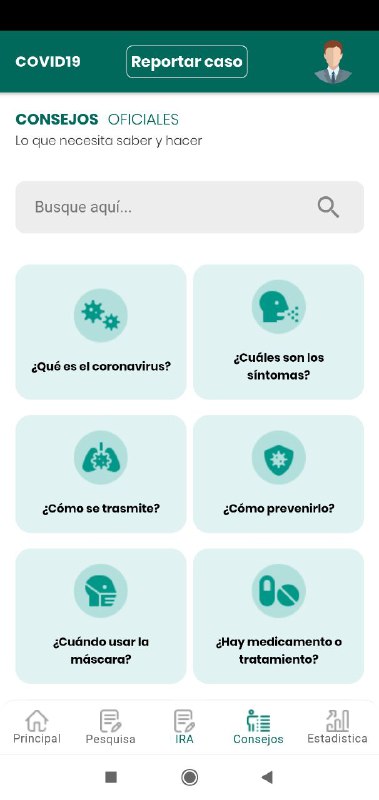 COVID19
Reportar caso
CONSEJOS OFICIALES
Lo que necesita saber y hacer
Busque aquí...
¿Qué es el coronavirus?
¿Cuáles son los
síntomas?
¿Cómo se trasmite?
¿Cómo prevenirlo?
¿Cuándo usar la
máscara?
¿Hay medicamento o
tratamiento?
Principal
Pesquisa
IRA
Consejos
Estadistica